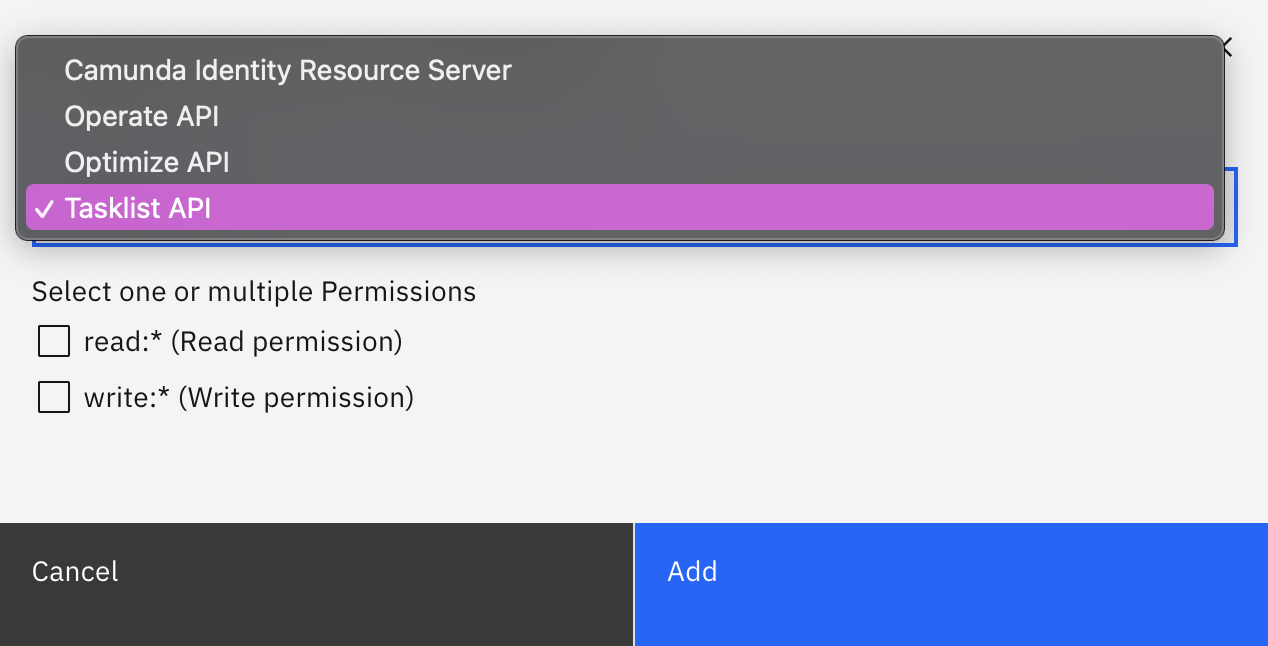 Camunda Identity Resource Server
Operate API
Optimize API
✓ Tasklist API
Select one or multiple Permissions
read:* (Read permission)
write:* (Write permission)
Cancel
Add